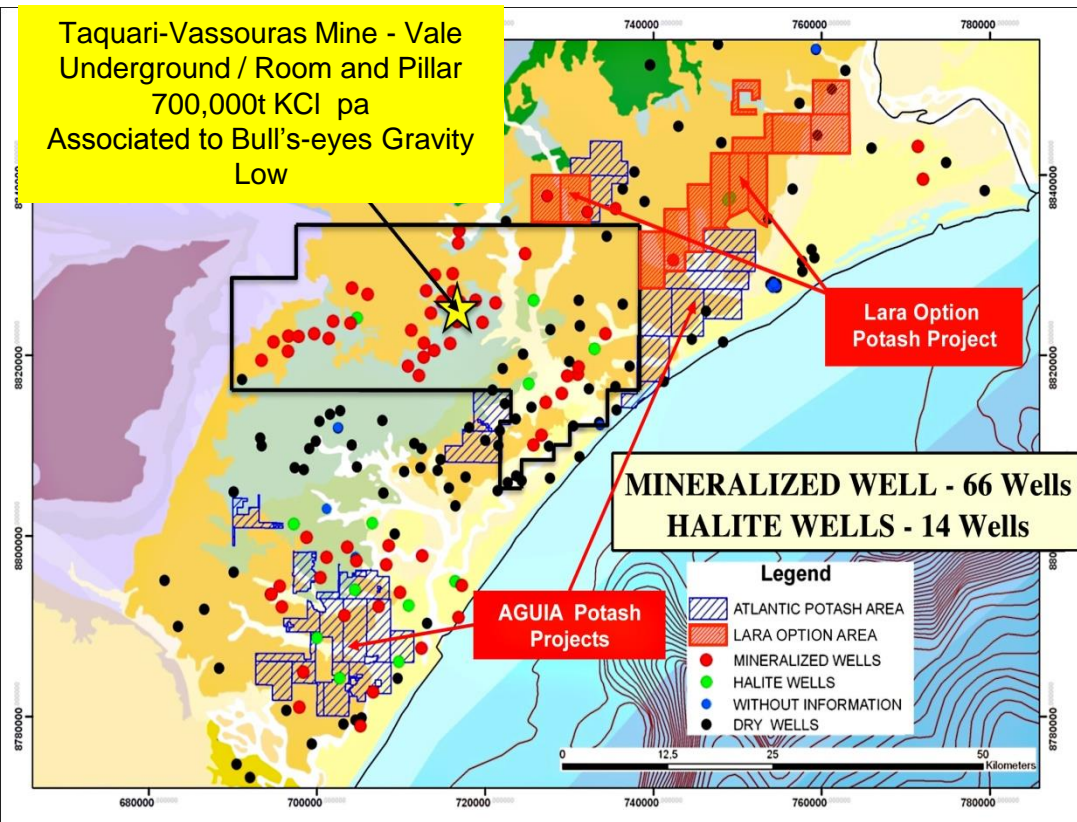 Taquari-Vassouras Mine - Vale
Underground / Room and Pillar
700,000t KCl pa
Associated to Bull's-eyes Gravity
Low
740000
760000
780000
8840000
8840000
Lara Option
Potash Project
8820000
8820000
MINERALIZED WELL - 66 Wells
HALITE WELLS - 14 Wells
8800000
Legend
ATLANTIC POTASH AREA
LARA OPTION AREA
MINERALIZED WELLS
HALITE WELLS
WITHOUT INFORMATION
DRY WELLS
AGUIA Potash
Projects
8780000
8780000
0 12.5 25 50
Kilometers
680000
700000
720000
740000
760000
780000